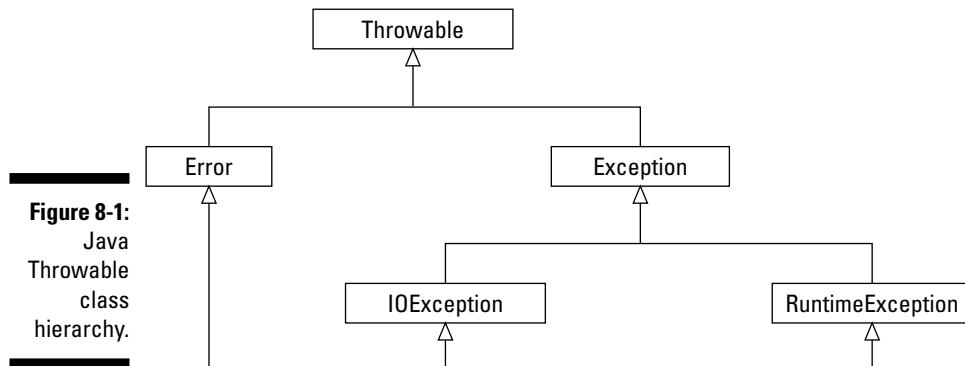 Throwable
Error
Exception
Figure 8-1:
Java
Throwable
class
hierarchy.
IOException
RuntimeException